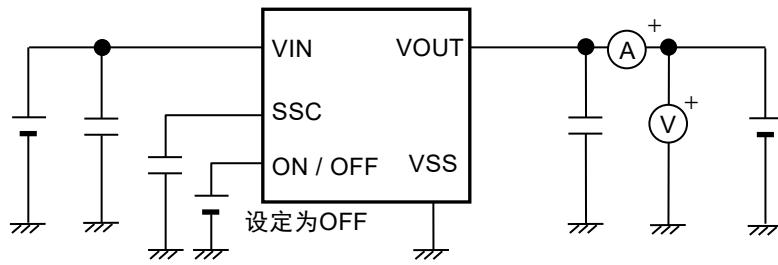 VIN
VOUT
A
+
SSC
V
+
ON / OFF
VSS
设定为OFF